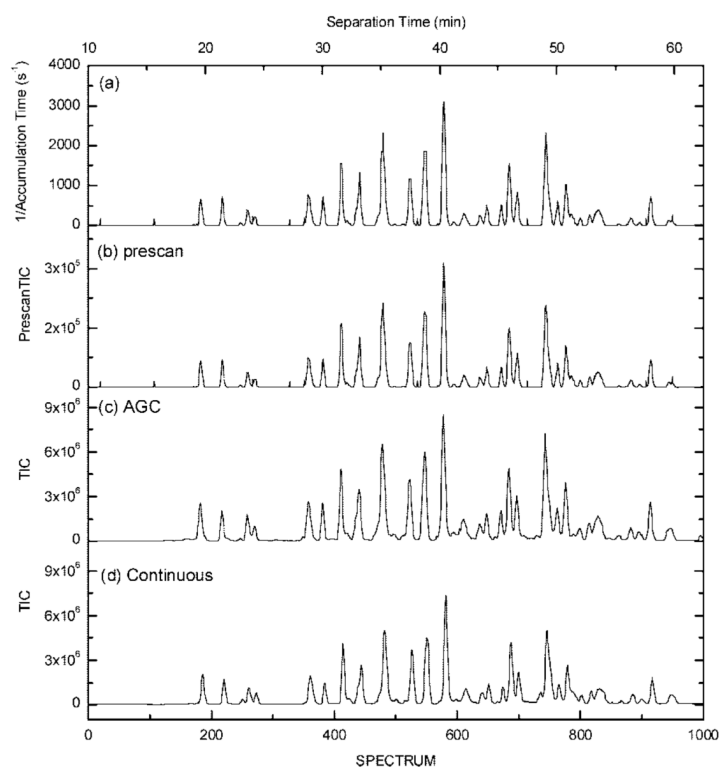 Separation Time (min)
10 20 30 40 50 60
1/Accumulation Time (s⁻¹)
4000
3000
2000
1000
0
(a)
PrescanTIC
3x10⁵
2x10⁵
0
(b) prescan
TIC
9x10⁶
6x10⁶
3x10⁶
0
(c) AGC
TIC
9x10⁶
6x10⁶
3x10⁶
0
(d) Continuous
0 200 400 600 800 1000
SPECTRUM